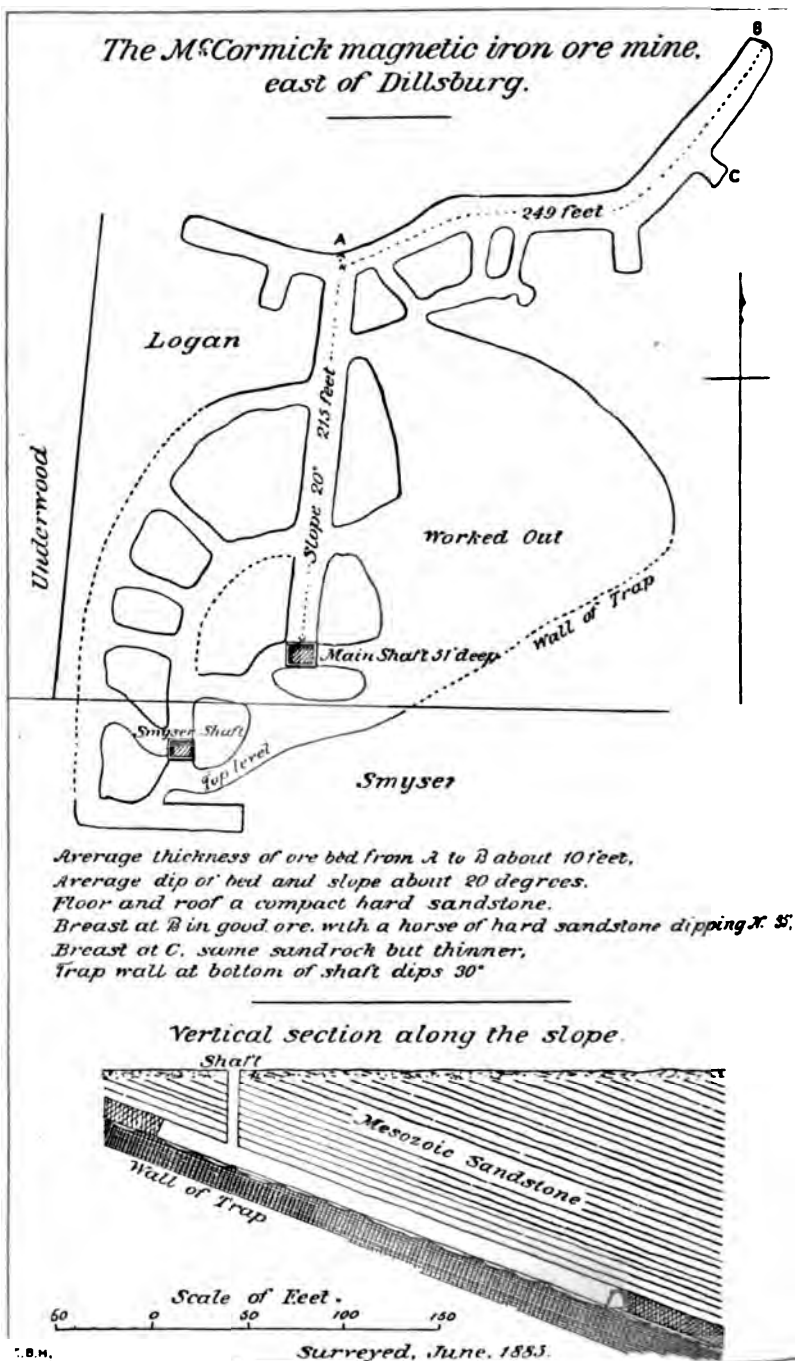 The McCormick magnetic iron ore mine,
east of Dillsburg.
B
C
249 feet
A
Logan
Underwood
Slope 20° 215 feet
Worked Out
Wall of Trap
Main Shaft 51' deep
Smyser Shaft
Top level
Smyser
Average thickness of ore bed from A to B about 10 feet,
Average dip of bed and slope about 20 degrees.
Floor and roof a compact hard sandstone.
Breast at B in good ore, with a horse of hard sandstone dipping N. 35,
Breast at C, same sandrock but thinner,
Trap wall at bottom of shaft dips 30°
Vertical section along the slope.
Shaft
Mesozoic Sandstone
Wall of Trap
Scale of Feet.
50 0 50 100 150
Surveyed, June, 1885.